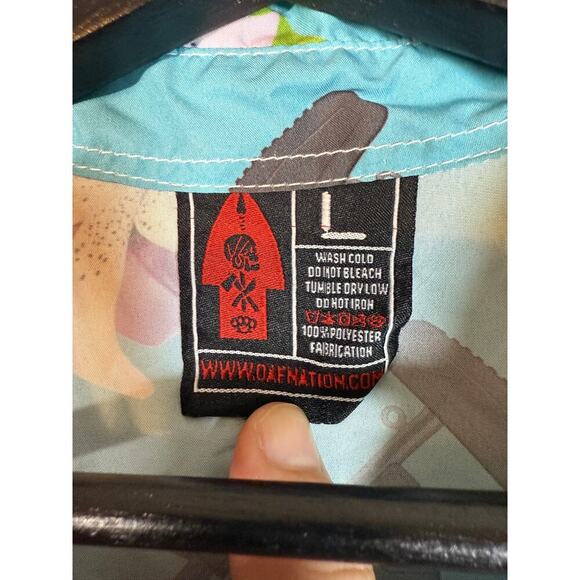 L
WASH COLD
DO NOT BLEACH
TUMBLE DRY LOW
DO NOT IRON
100% POLYESTER
FABRICATION
WWW.OAFNATION.COM